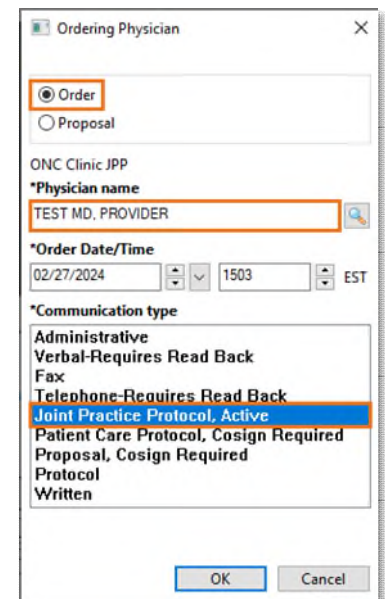 Ordering Physician
Order
Proposal
ONC Clinic JPP
*Physician name
TEST MD, PROVIDER
*Order Date/Time
02/27/2024 1503 EST
*Communication type
Administrative
Verbal-Requires Read Back
Fax
Telephone-Requires Read Back
Joint Practice Protocol, Active
Patient Care Protocol, Cosign Required
Proposal, Cosign Required
Protocol
Written
OK Cancel